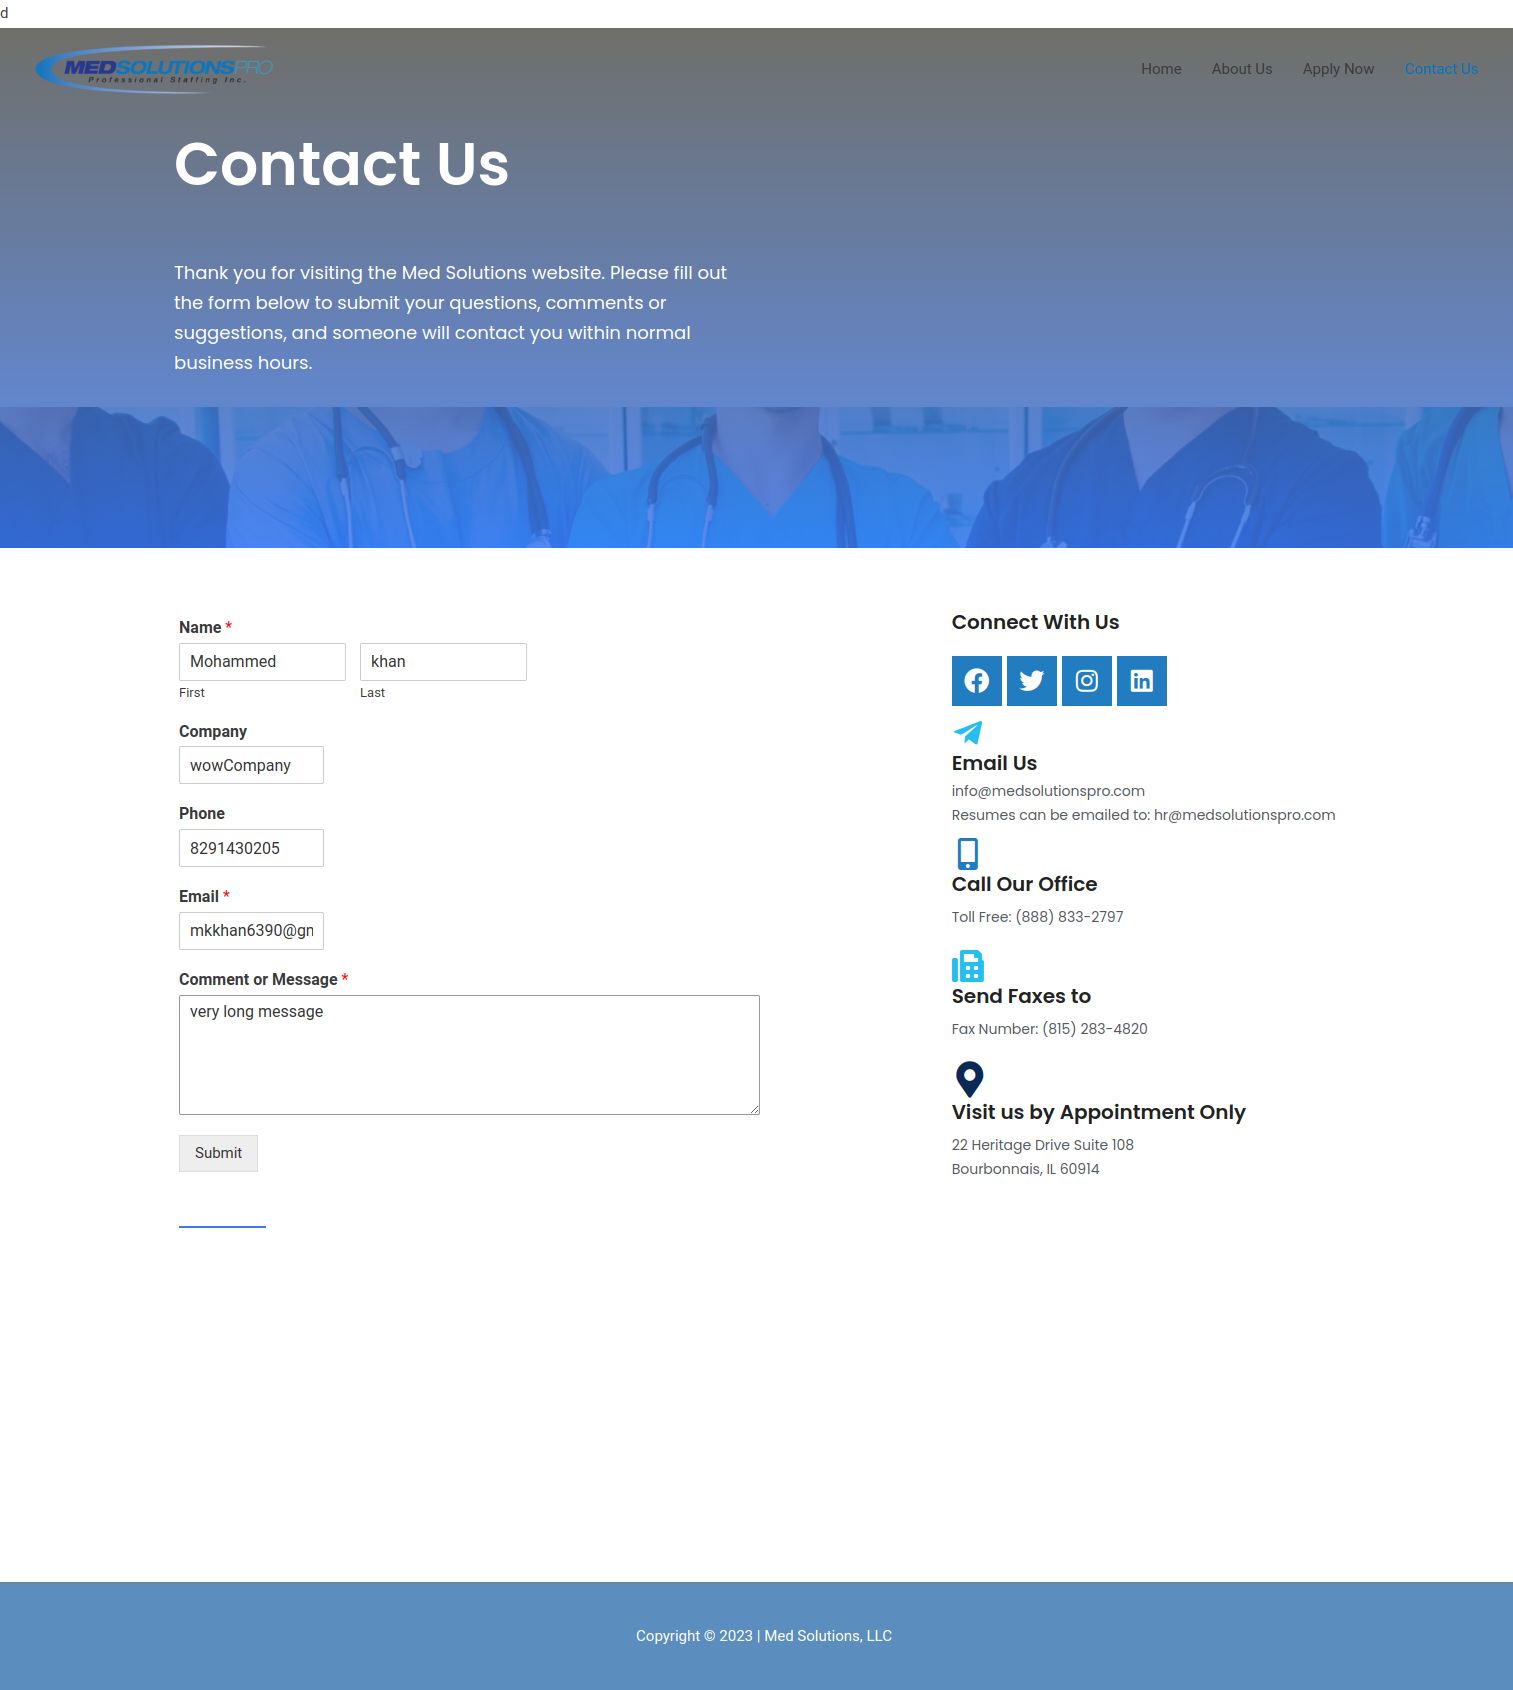 d
MEDSOLUTIONSPRO
Professional Staffing Inc.
Home
About Us
Apply Now
Contact Us
Contact Us
Thank you for visiting the Med Solutions website. Please fill out
the form below to submit your questions, comments or
suggestions, and someone will contact you within normal
business hours.
Name *
Mohammed
khan
First
Last
Company
wowCompany
Phone
8291430205
Email *
mkkhan6390@gm
Comment or Message *
very long message
Submit
Connect With Us
Email Us
info@medsolutionspro.com
Resumes can be emailed to: hr@medsolutionspro.com
Call Our Office
Toll Free: (888) 833-2797
Send Faxes to
Fax Number: (815) 283-4820
Visit us by Appointment Only
22 Heritage Drive Suite 108
Bourbonnais, IL 60914
Copyright © 2023 | Med Solutions, LLC